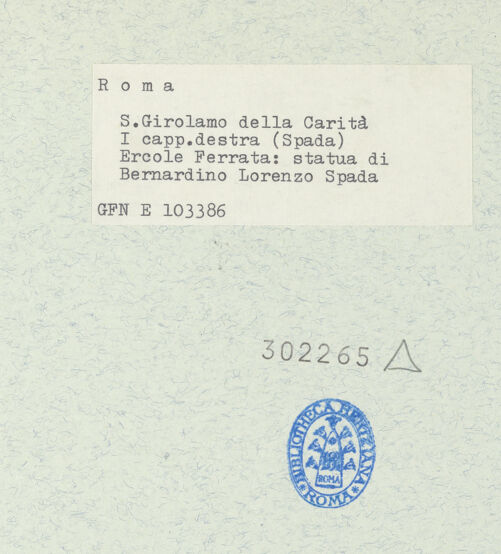 Roma
S.Girolamo della Carità
I capp.destra (Spada)
Ercole Ferrata: statua di
Bernardino Lorenzo Spada
GFN E 103386
302265
BIBLIOTHECA HERTZIANA
ROMA
ROMA